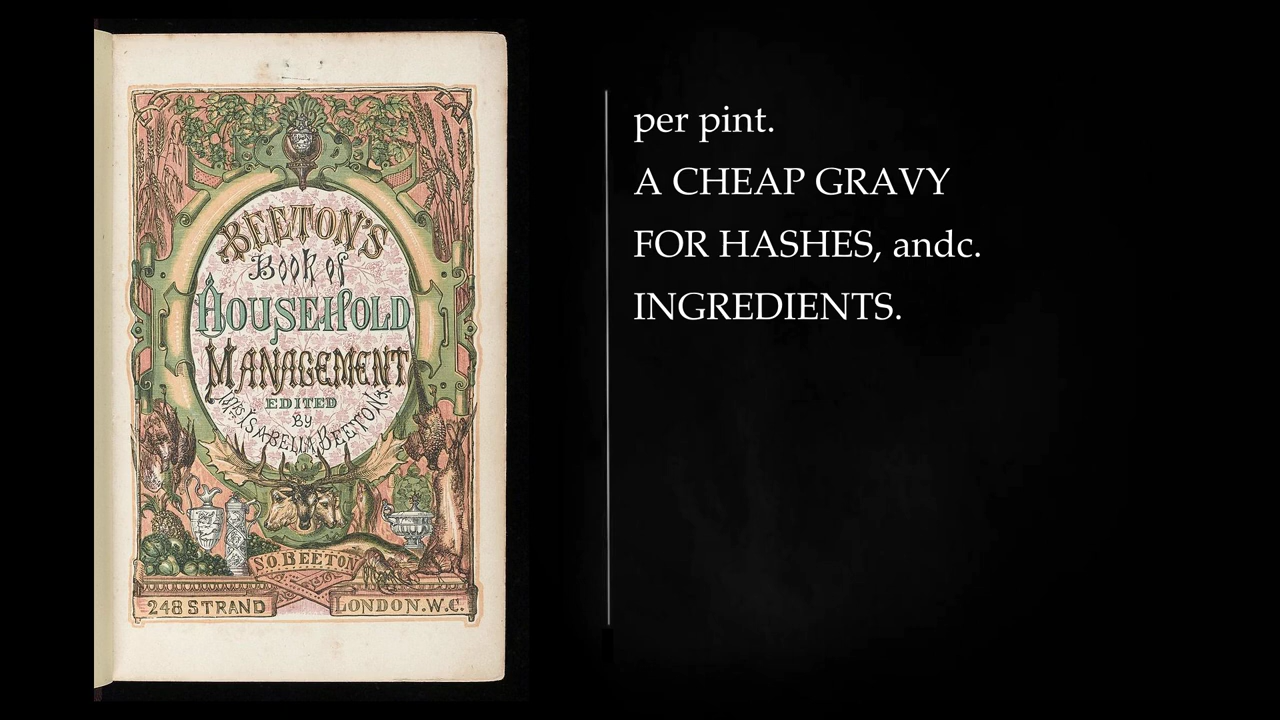 BEETON'S
Book of
HOUSEHOLD
MANAGEMENT
EDITED
By
MRS ISABELLA BEETON
S.O. BEETON
248 STRAND
LONDON. W.C.
per pint.
A CHEAP GRAVY
FOR HASHES, andc.
INGREDIENTS.